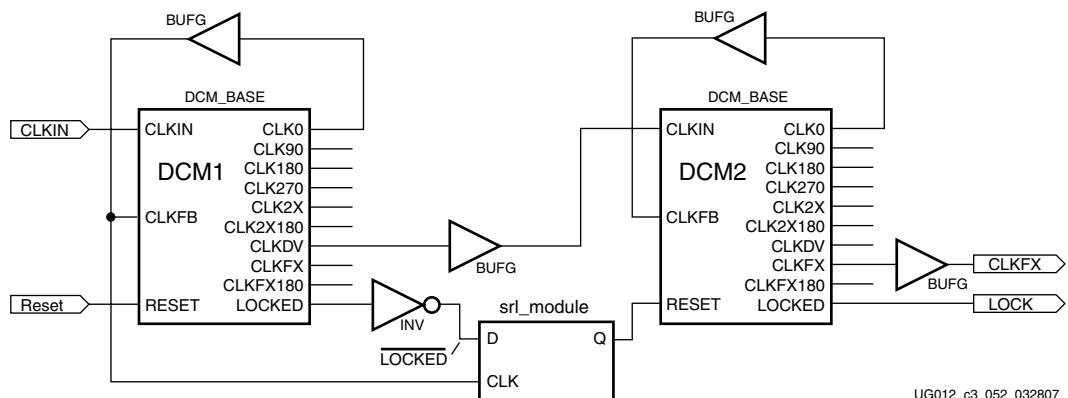 BUFG
BUFG
DCM_BASE
DCM_BASE
CLKIN
CLKIN
CLK0
CLK90
CLK180
CLK270
CLK2X
CLK2X180
CLKDV
CLKFX
CLKFX180
LOCKED
DCM1
CLKFB
Reset
RESET
BUFG
INV
LOCKED
srl_module
D
Q
CLK
CLKIN
CLK0
CLK90
CLK180
CLK270
CLK2X
CLK2X180
CLKDV
CLKFX
CLKFX180
LOCKED
DCM2
CLKFB
RESET
BUFG
CLKFX
LOCK
UG012_c3_052_032807